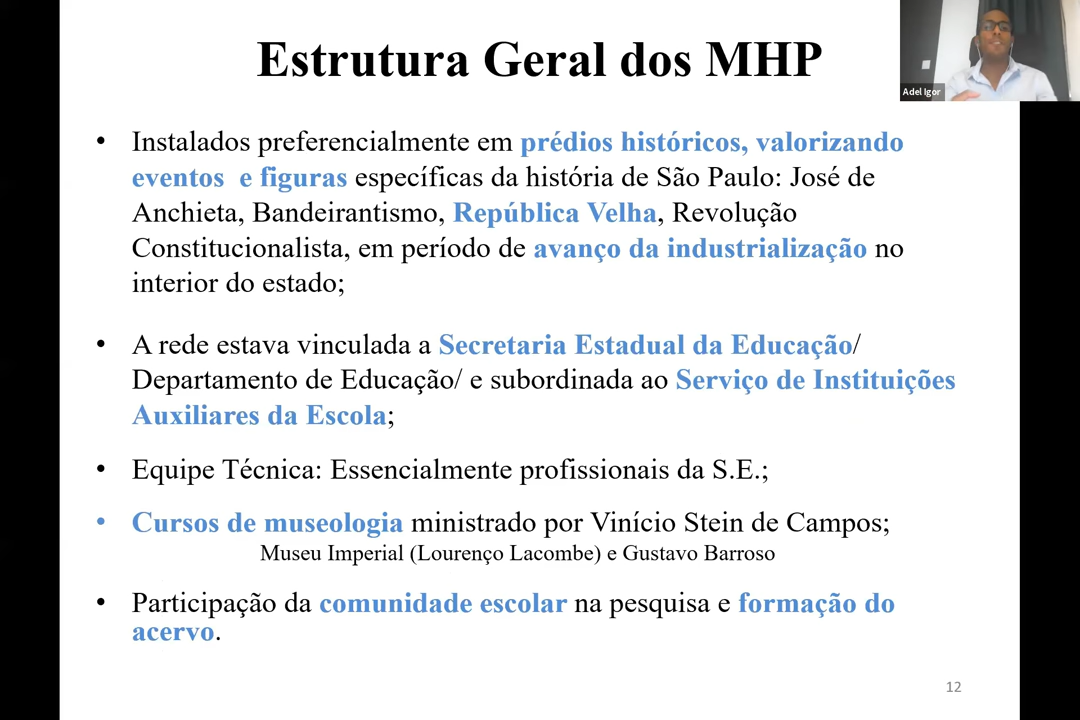 Estrutura Geral dos MHP
Adel Igor
• Instalados preferencialmente em prédios históricos, valorizando
eventos e figuras específicas da história de São Paulo: José de
Anchieta, Bandeirantismo, República Velha, Revolução
Constitucionalista, em período de avanço da industrialização no
interior do estado;
• A rede estava vinculada a Secretaria Estadual da Educação/
Departamento de Educação/ e subordinada ao Serviço de Instituições
Auxiliares da Escola;
• Equipe Técnica: Essencialmente profissionais da S.E.;
• Cursos de museologia ministrado por Vinício Stein de Campos;
Museu Imperial (Lourenço Lacombe) e Gustavo Barroso
• Participação da comunidade escolar na pesquisa e formação do
acervo.
12